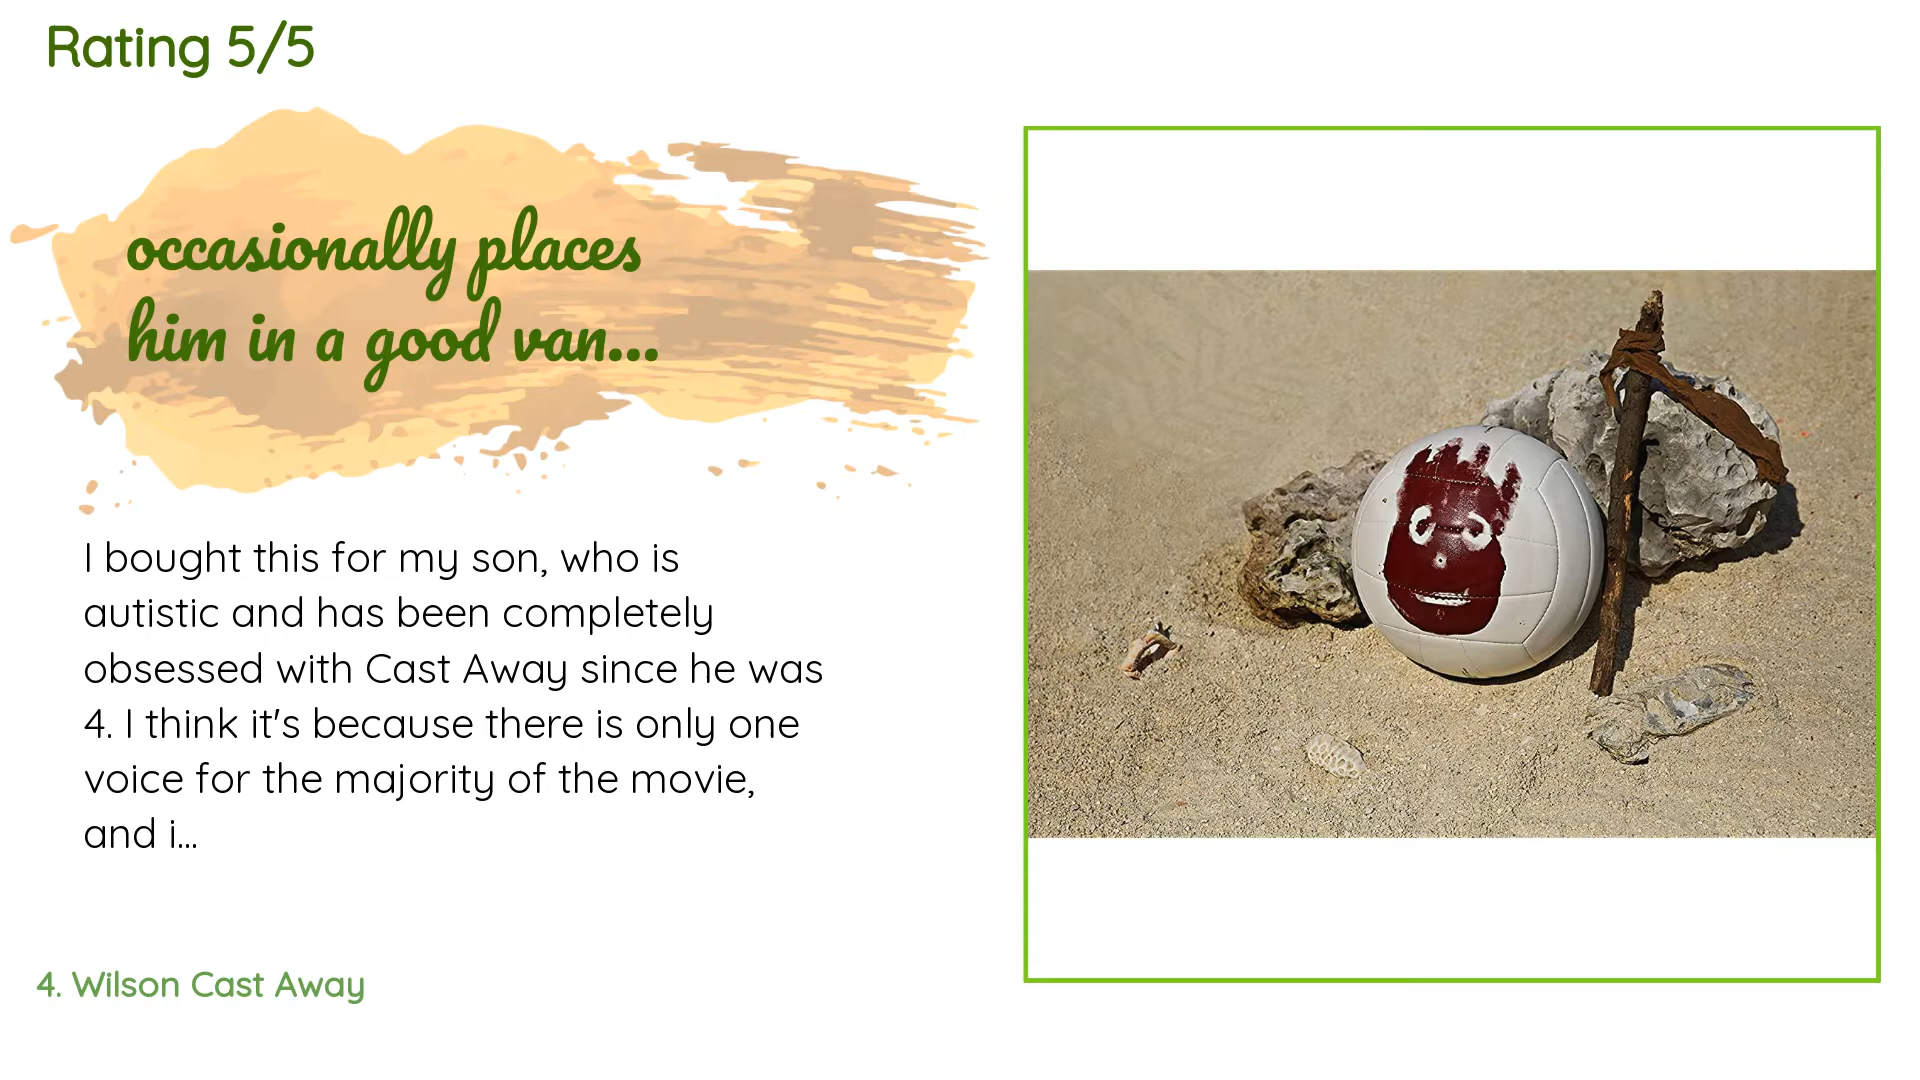 Rating 5/5
occasionally places
him in a good van...
I bought this for my son, who is
autistic and has been completely
obsessed with Cast Away since he was
4. I think it's because there is only one
voice for the majority of the movie,
and i...
4. Wilson Cast Away